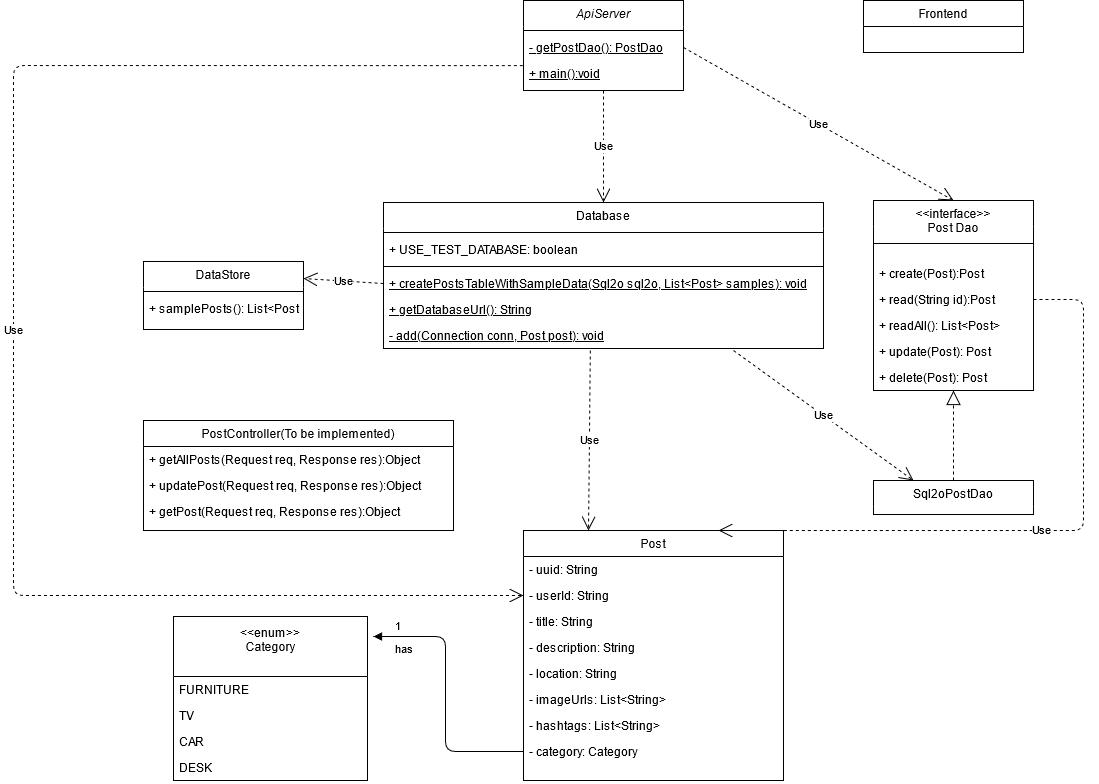 ApiServer
- getPostDao(): PostDao
+ main():void
Frontend
Use
Use
<<interface>>
Post Dao
+ create(Post):Post
+ read(String id):Post
+ readAll(): List<Post>
+ update(Post): Post
+ delete(Post): Post
Database
+ USE_TEST_DATABASE: boolean
+ createPostsTableWithSampleData(Sql2o sql2o, List<Post> samples): void
+ getDatabaseUrl(): String
- add(Connection conn, Post post): void
DataStore
+ samplePosts(): List<Post
Use
Use
Use
Use
PostController(To be implemented)
+ getAllPosts(Request req, Response res):Object
+ updatePost(Request req, Response res):Object
+ getPost(Request req, Response res):Object
Sql2oPostDao
Use
Post
- uuid: String
- userId: String
- title: String
- description: String
- location: String
- imageUrls: List<String>
- hashtags: List<String>
- category: Category
1
has
<<enum>>
Category
FURNITURE
TV
CAR
DESK